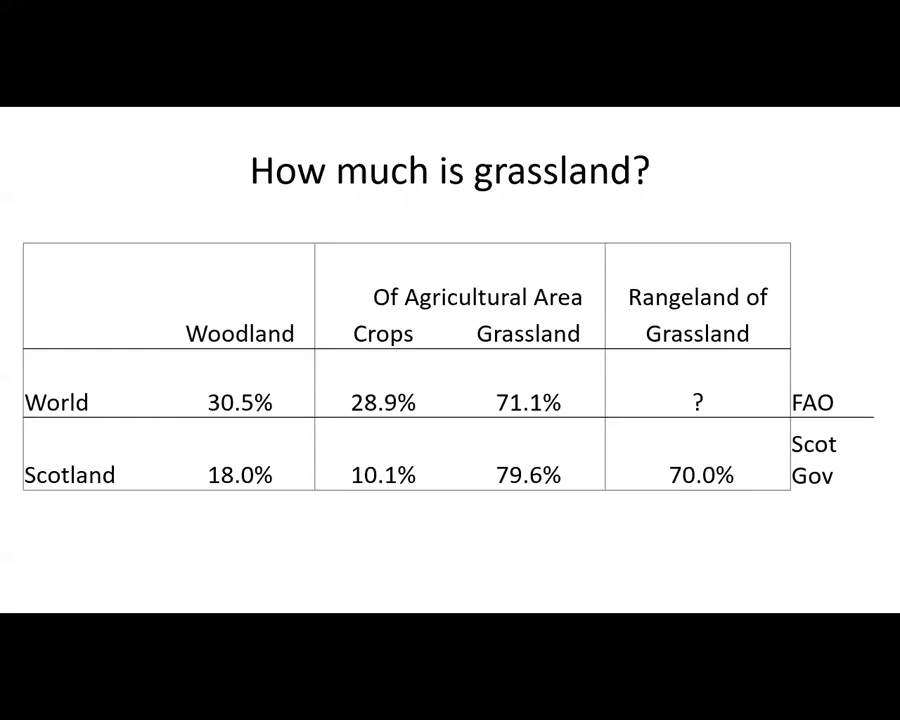 How much is grassland?
Of Agricultural Area Rangeland of
Woodland Crops Grassland Grassland
World 30.5% 28.9% 71.1% ? FAO
Scot
Scotland 18.0% 10.1% 79.6% 70.0% Gov